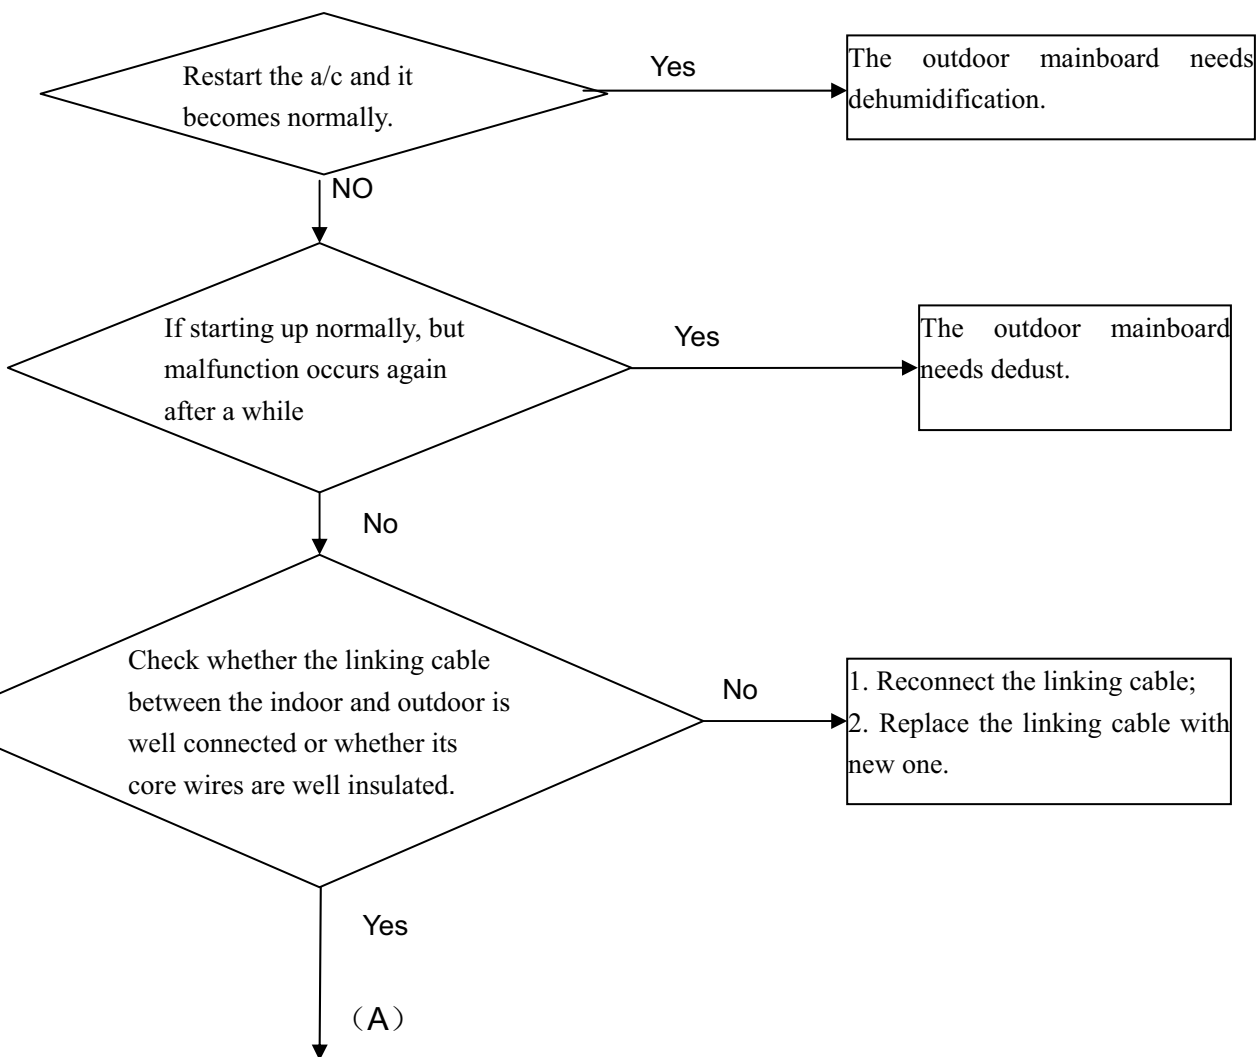 Restart the a/c and it
becomes normally.
Yes
The outdoor mainboard needs
dehumidification.
NO
If starting up normally, but
malfunction occurs again
after a while
Yes
The outdoor mainboard
needs dedust.
No
Check whether the linking cable
between the indoor and outdoor is
well connected or whether its
core wires are well insulated.
No
1. Reconnect the linking cable;
2. Replace the linking cable with
new one.
Yes
（A）